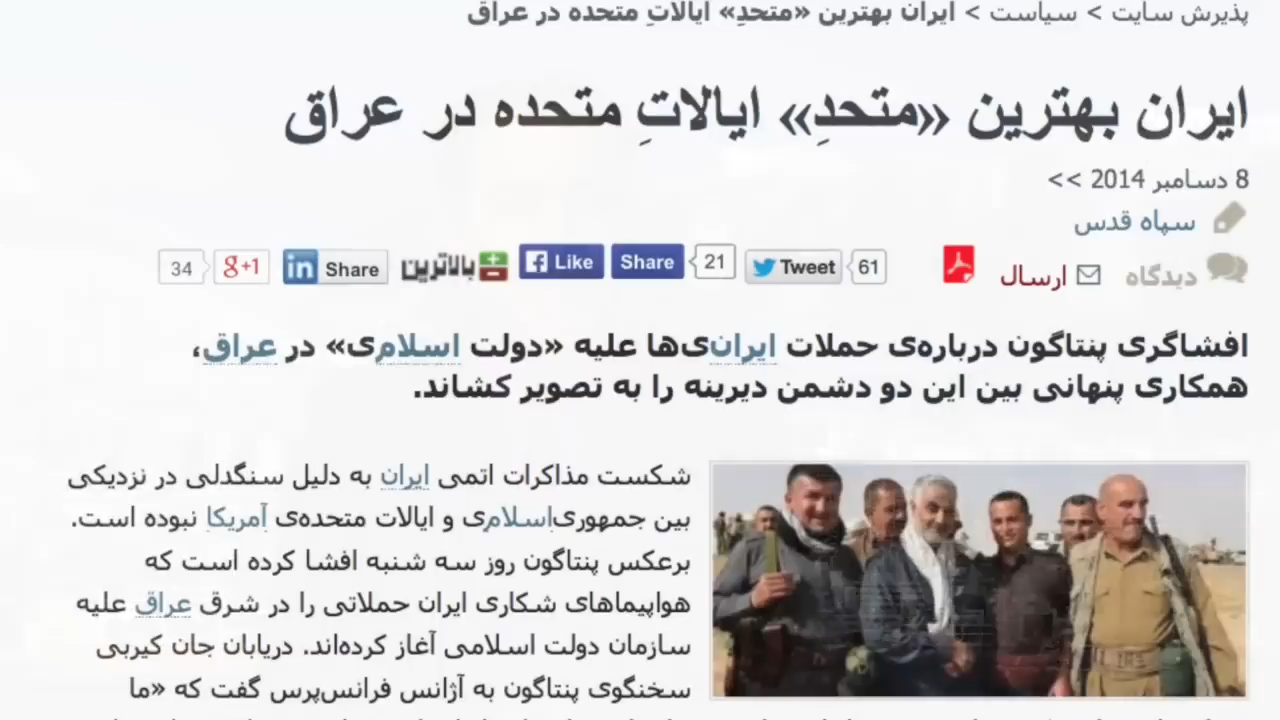 پذیرش سایت > سیاست > ایران بهترین «متحدِ» ایالاتِ متحده در عراق
ایران بهترین «متحدِ» ایالاتِ متحده در عراق
8 دسامبر 2014 >>
سپاه قدس
دیدگاه ارسال 61 Tweet 21 Share Like بالاترین Share in g+1 34
افشاگری پنتاگون درباره‌ی حملات ایرانی‌ها علیه «دولت اسلامی» در عراق،
همکاری پنهانی بین این دو دشمن دیرینه را به تصویر کشاند.
شکست مذاکرات اتمی ایران به دلیل سنگدلی در نزدیکی
بین جمهوری‌اسلامی و ایالات متحده‌ی آمریکا نبوده است.
برعکس پنتاگون روز سه شنبه افشا کرده است که
هواپیماهای شکاری ایران حملاتی را در شرق عراق علیه
سازمان دولت اسلامی آغاز کرده‌اند. دریابان جان کیربی
سخنگوی پنتاگون به آژانس فرانس‌پرس گفت که «ما